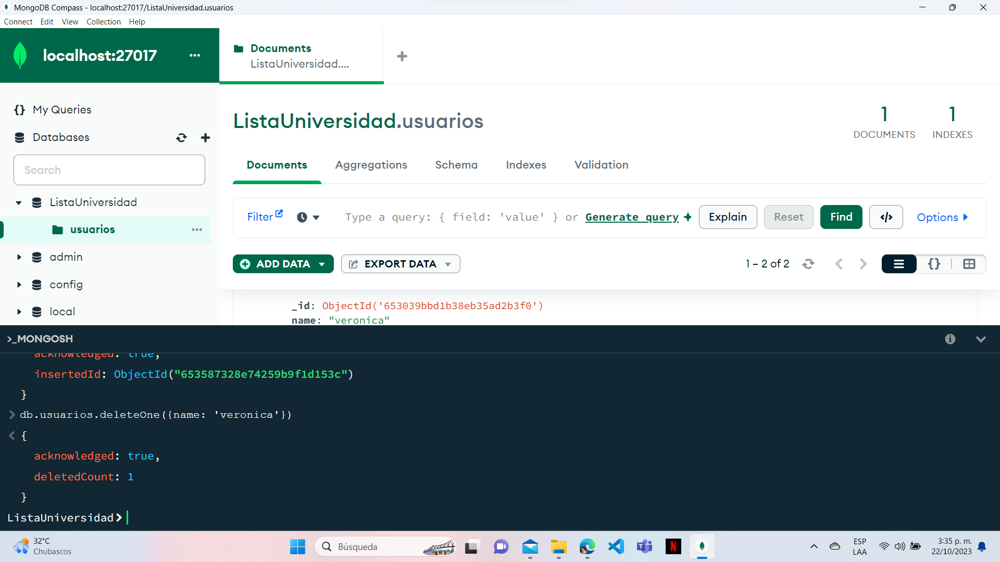 MongoDB Compass - localhost:27017/ListaUniversidad.usuarios
Connect Edit View Collection Help
localhost:27017 ...
Documents
ListaUniversidad....
My Queries
Databases
Search
ListaUniversidad
usuarios
admin
config
local
ListaUniversidad.usuarios
1
DOCUMENTS
1
INDEXES
Documents Aggregations Schema Indexes Validation
Filter Type a query: { field: 'value' } or Generate query Explain Reset Find </> Options
ADD DATA EXPORT DATA 1 – 2 of 2 {}
_id: ObjectId('653039bbd1b38eb35ad2b3f0')
name: "veronica"
>_MONGOSH
acknowledged: true,
insertedId: ObjectId("653587328e74259b9f1d153c")
}
> db.usuarios.deleteOne({name: 'veronica'})
< {
acknowledged: true,
deletedCount: 1
}
ListaUniversidad>
32°C
Chubascos
Búsqueda
ESP
LAA
3:35 p. m.
22/10/2023